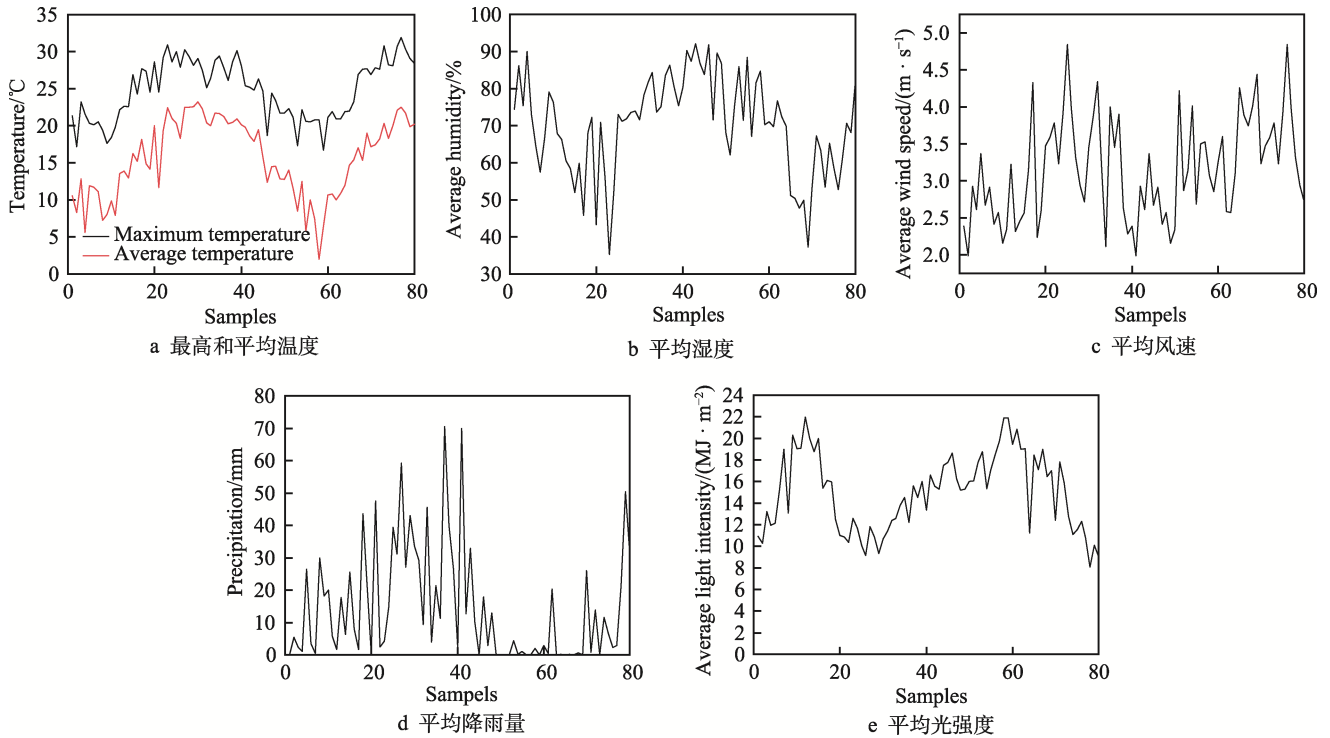 35
30
25
20
15
10
5
0
Temperature/℃
Maximum temperature
Average temperature
0 20 40 60 80
Samples
a 最高和平均温度
100
90
80
70
60
50
40
30
Average humidity/%
0 20 40 60 80
Samples
b 平均湿度
5.0
4.5
4.0
3.5
3.0
2.5
2.0
Average wind speed/(m · s⁻¹)
0 20 40 60 80
Sampels
c 平均风速
80
70
60
50
40
30
20
10
0
Precipitation/mm
0 20 40 60 80
Sampels
d 平均降雨量
24
22
20
18
16
14
12
10
8
6
4
2
0
Average light intensity/(MJ · m⁻²)
0 20 40 60 80
Samples
e 平均光强度